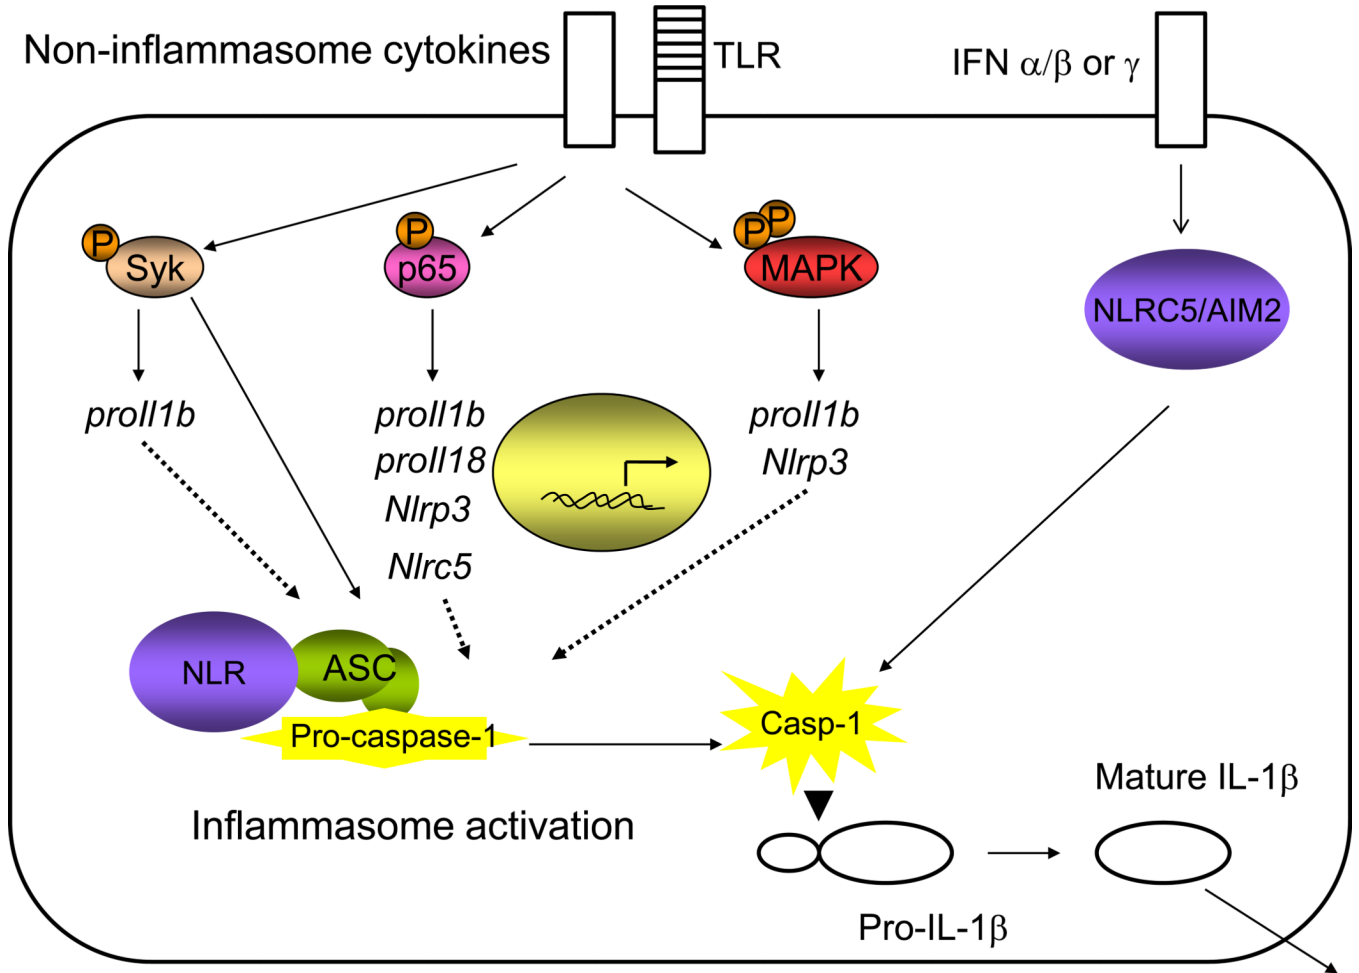 Non-inflammasome cytokines
TLR
IFN α/β or γ
P
Syk
P
p65
P
P
MAPK
NLRC5/AIM2
proIl1b
proIl1b
proIl18
Nlrp3
Nlrc5
proIl1b
Nlrp3
NLR
ASC
Pro-caspase-1
Casp-1
Inflammasome activation
Mature IL-1β
Pro-IL-1β